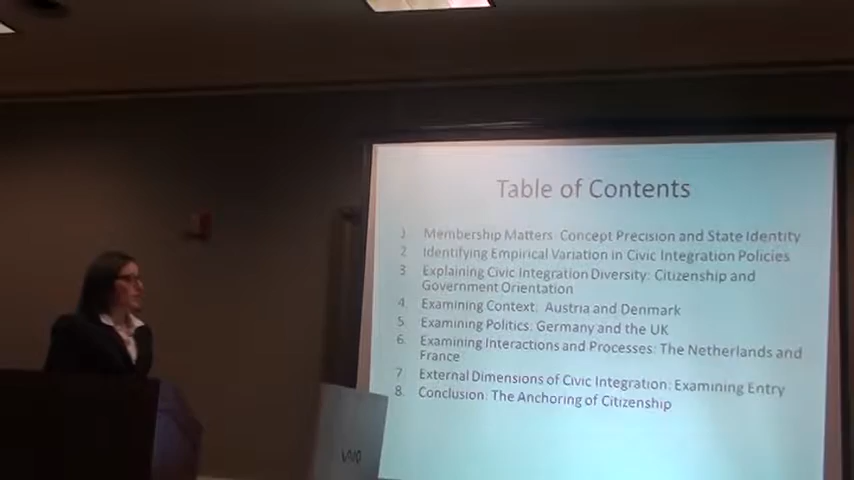 Table of Contents
1 Membership Matters: Concept Precision and State Identity
2 Identifying Empirical Variation in Civic Integration Policies
3 Explaining Civic Integration Diversity: Citizenship and
Government Orientation
4. Examining Context: Austria and Denmark
5. Examining Politics: Germany and the UK
6. Examining Interactions and Processes: The Netherlands and
France
7 External Dimensions of Civic Integration: Examining Entry
8. Conclusion: The Anchoring of Citizenship